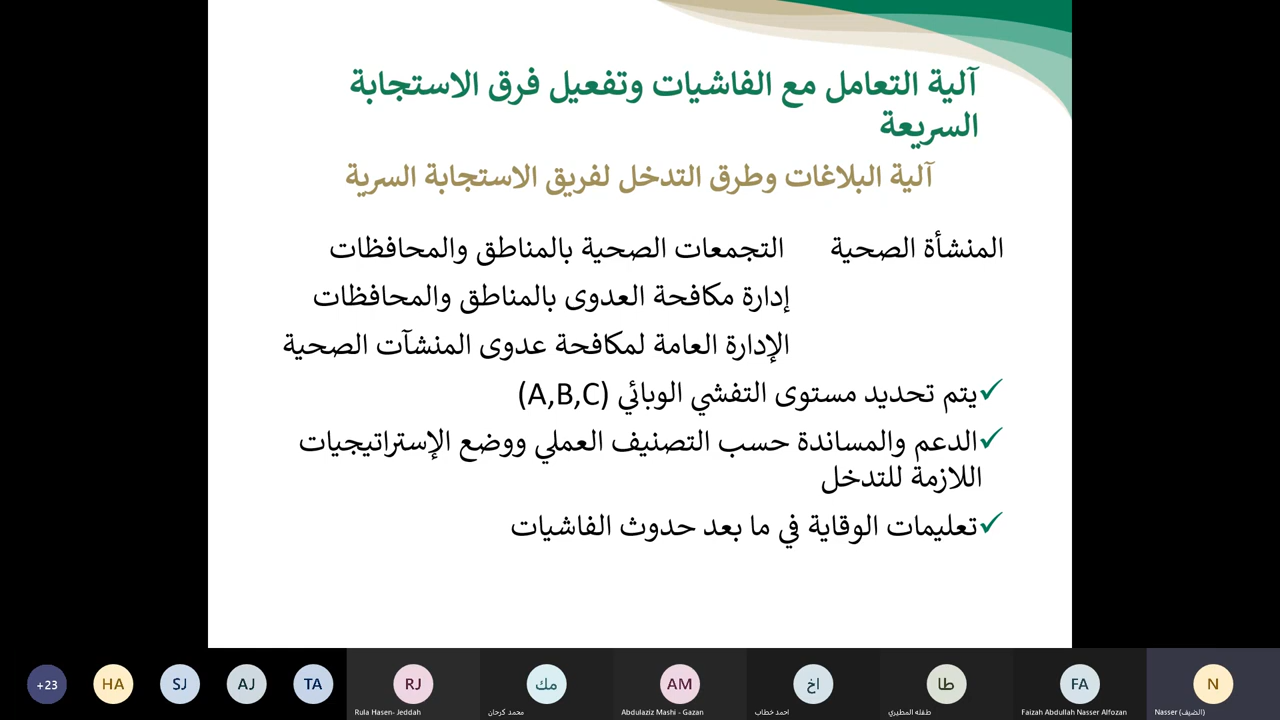 آلية التعامل مع الفاشيات وتفعيل فرق الاستجابة
السريعة
آلية البلاغات وطرق التدخل لفريق الاستجابة السرية
المنشأة الصحية التجمعات الصحية بالمناطق والمحافظات
إدارة مكافحة العدوى بالمناطق والمحافظات
الإدارة العامة لمكافحة عدوى المنشآت الصحية
✓يتم تحديد مستوى التفشي الوبائي (A,B,C)
✓الدعم والمساندة حسب التصنيف العملي ووضع الإستراتيجيات
اللازمة للتدخل
✓تعليمات الوقاية في ما بعد حدوث الفاشيات
+23 HA SJ AJ TA RJ مك AM اخ طا FA N
Rula Hasen- Jeddah محمد كرحان Abdulaziz Mashi - Gazan احمد خطاب طفله المطيري Faizah Abdullah Nasser Alfozan Nasser (الضيف)